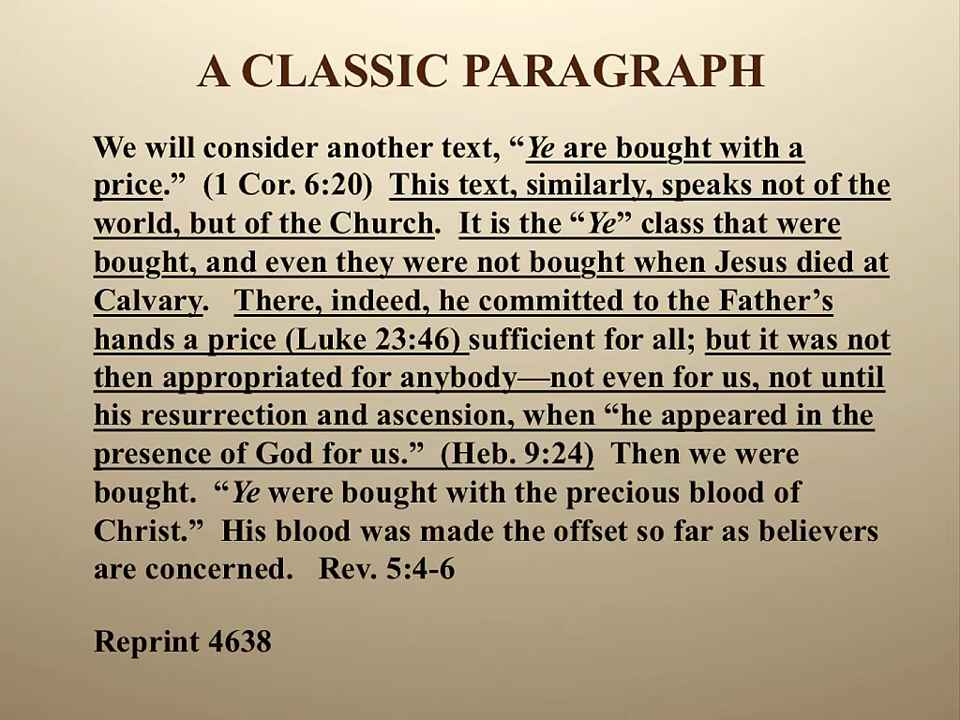 A CLASSIC PARAGRAPH
We will consider another text, “Ye are bought with a
price.” (1 Cor. 6:20) This text, similarly, speaks not of the
world, but of the Church. It is the “Ye” class that were
bought, and even they were not bought when Jesus died at
Calvary. There, indeed, he committed to the Father’s
hands a price (Luke 23:46) sufficient for all; but it was not
then appropriated for anybody—not even for us, not until
his resurrection and ascension, when “he appeared in the
presence of God for us.” (Heb. 9:24) Then we were
bought. “Ye were bought with the precious blood of
Christ.” His blood was made the offset so far as believers
are concerned. Rev. 5:4-6
Reprint 4638